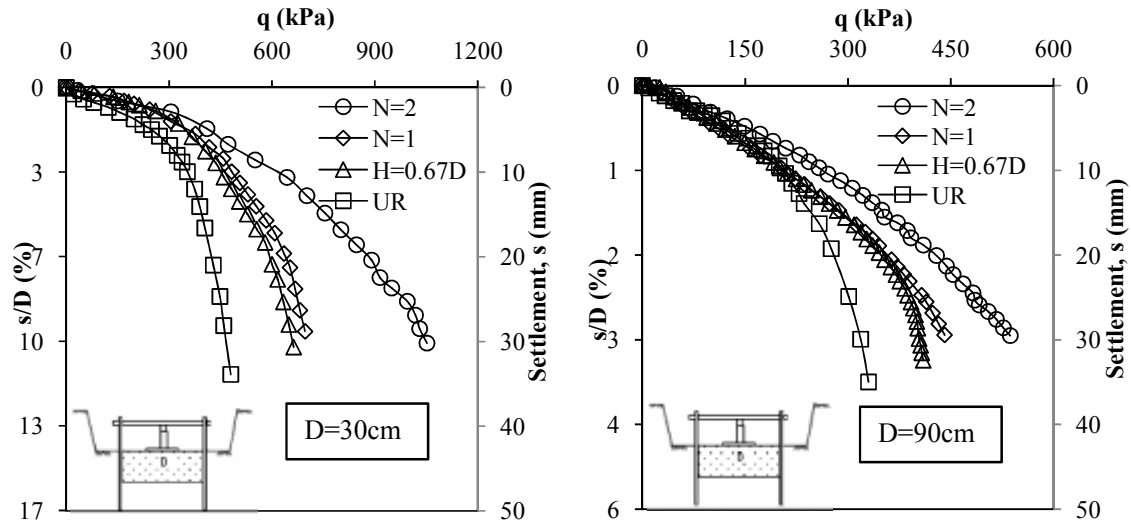 q (kPa)
0 300 600 900 1200
0
3
7
10
13
17
s/D (%)
0
10
20
30
40
50
Settlement, s (mm)
N=2
N=1
H=0.67D
UR
D
D=30cm
q (kPa)
0 150 300 450 600
0
1
2
3
4
6
s/D (%)
0
10
20
30
40
50
Settlement, s (mm)
N=2
N=1
H=0.67D
UR
D
D=90cm